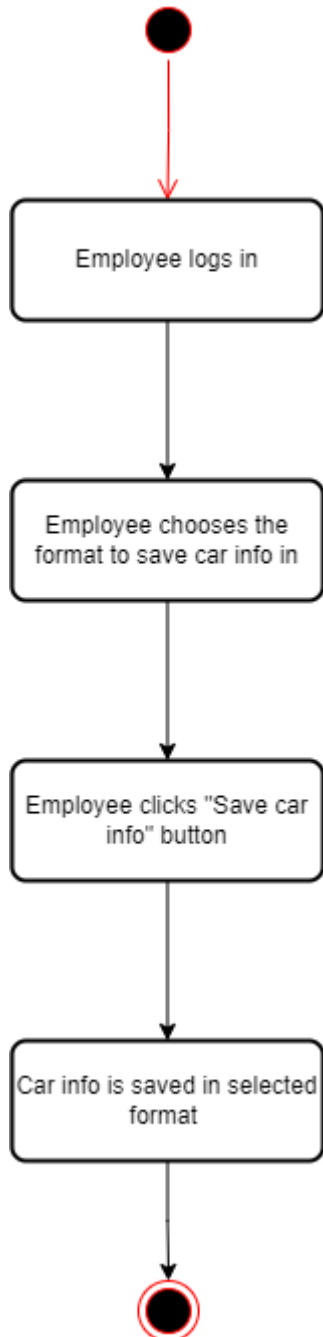 Employee logs in
Employee chooses the
format to save car info in
Employee clicks "Save car
info" button
Car info is saved in selected
format